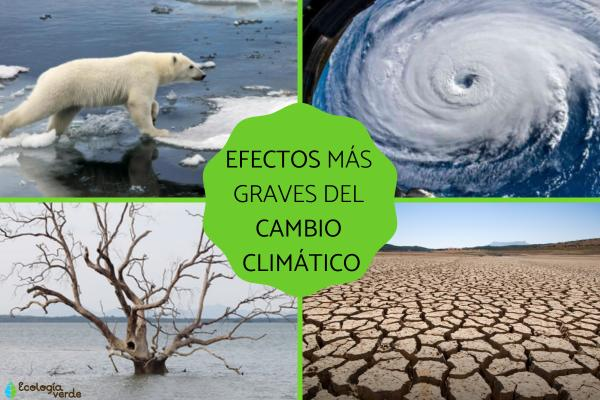 EFECTOS MÁS
GRAVES DEL
CAMBIO
CLIMÁTICO
Ecología
verde